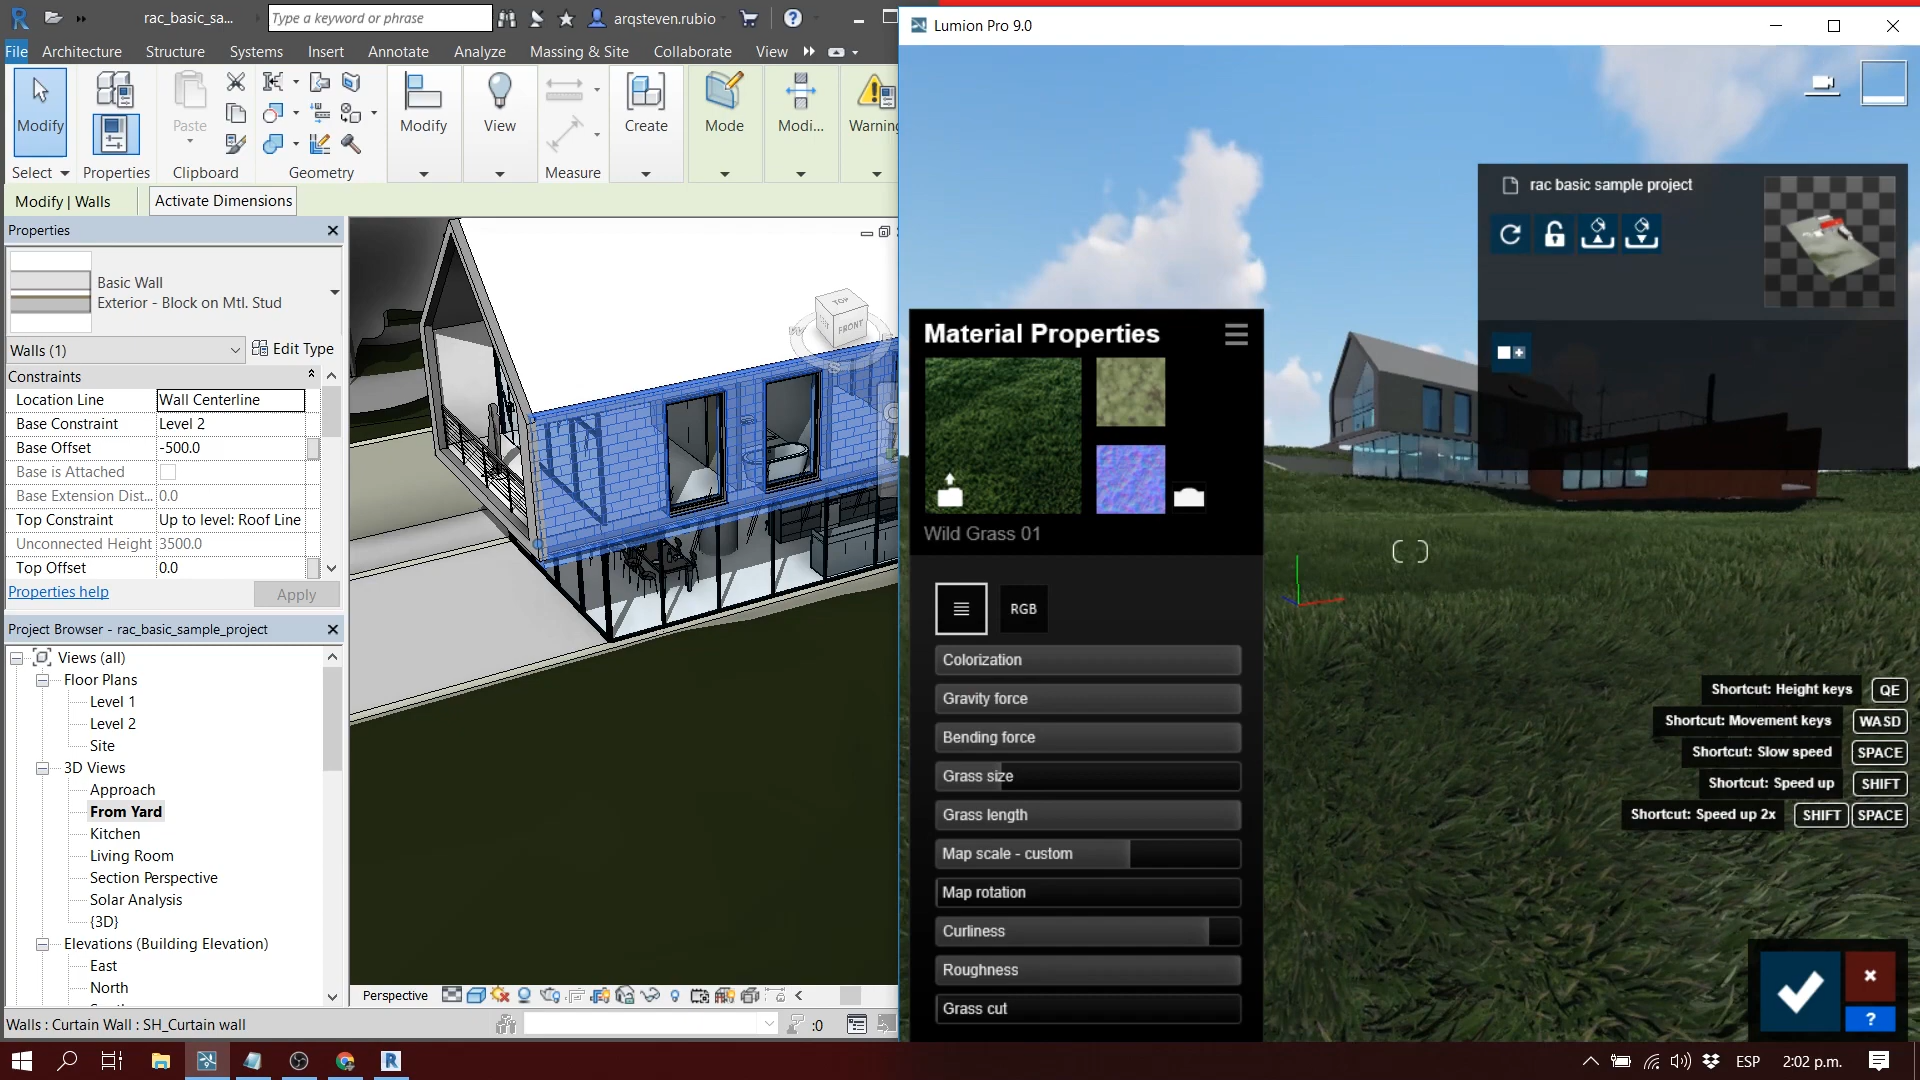 rac_basic_sa...
Type a keyword or phrase
arqsteven.rubio
File Architecture Structure Systems Insert Annotate Analyze Massing & Site Collaborate View
Modify
Paste
Modify
View
Create
Mode
Modi...
Warning
Select
Properties
Clipboard
Geometry
Measure
Modify | Walls
Activate Dimensions
Properties
Basic Wall
Exterior - Block on Mtl. Stud
Walls (1)
Edit Type
Constraints
Location Line Wall Centerline
Base Constraint Level 2
Base Offset -500.0
Base is Attached
Base Extension Dist... 0.0
Top Constraint Up to level: Roof Line
Unconnected Height 3500.0
Top Offset 0.0
Properties help
Apply
Project Browser - rac_basic_sample_project
Views (all)
Floor Plans
Level 1
Level 2
Site
3D Views
Approach
From Yard
Kitchen
Living Room
Section Perspective
Solar Analysis
{3D}
Elevations (Building Elevation)
East
North
TOP
FRONT
S
Perspective
Walls : Curtain Wall : SH_Curtain wall
:0
Lumion Pro 9.0
rac basic sample project
Material Properties
Wild Grass 01
RGB
Colorization
Gravity force
Bending force
Grass size
Grass length
Map scale - custom
Map rotation
Curliness
Roughness
Grass cut
Shortcut: Height keys QE
Shortcut: Movement keys WASD
Shortcut: Slow speed SPACE
Shortcut: Speed up SHIFT
Shortcut: Speed up 2x SHIFT SPACE
?
ESP
2:02 p.m.